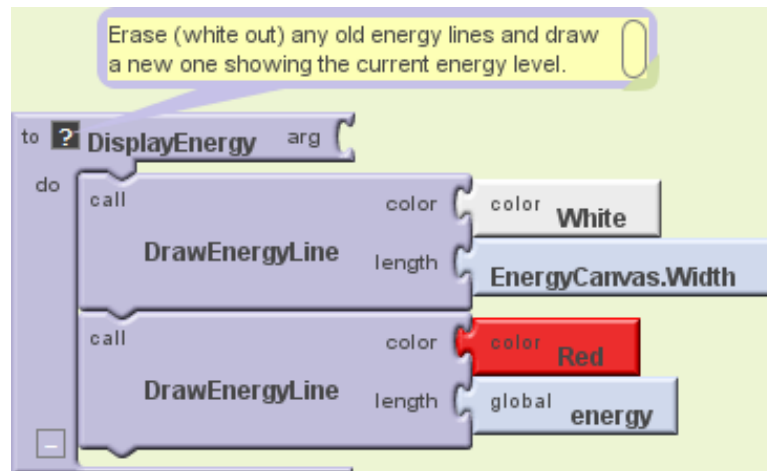 Erase (white out) any old energy lines and draw
a new one showing the current energy level.
to ? DisplayEnergy arg
do
call DrawEnergyLine
color color White
length EnergyCanvas.Width
call DrawEnergyLine
color color Red
length global energy